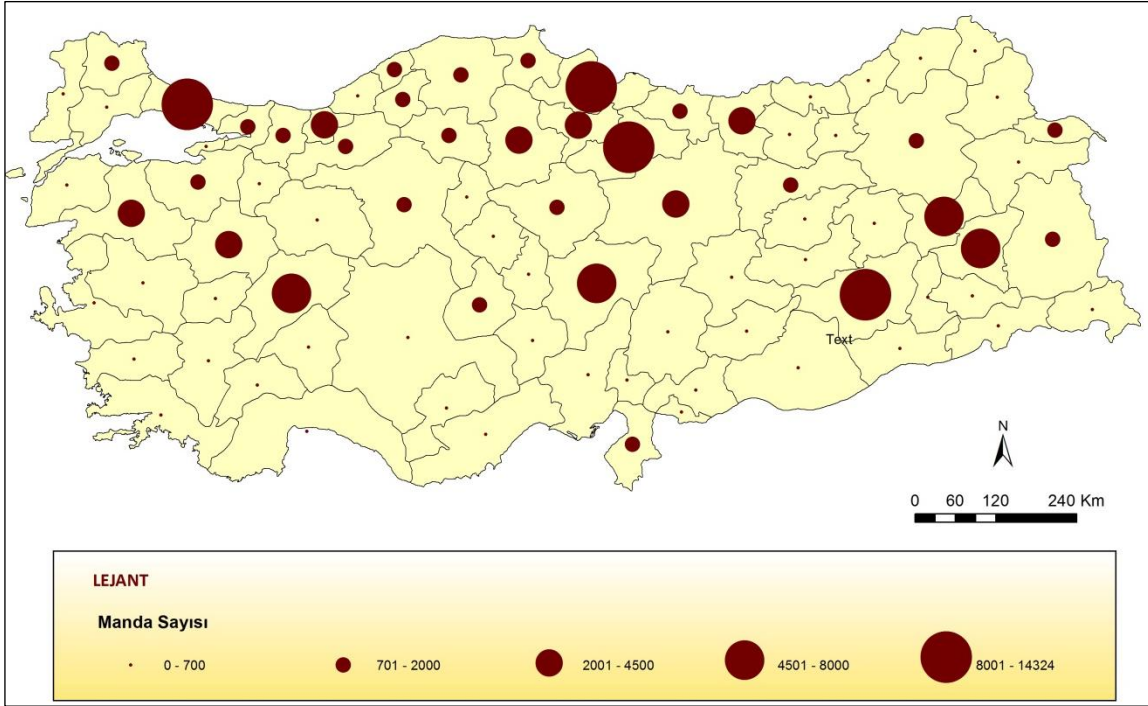 Text
N
0 60 120 240 Km
LEJANT
Manda Sayısı
0 - 700 701 - 2000 2001 - 4500 4501 - 8000 8001 - 14324